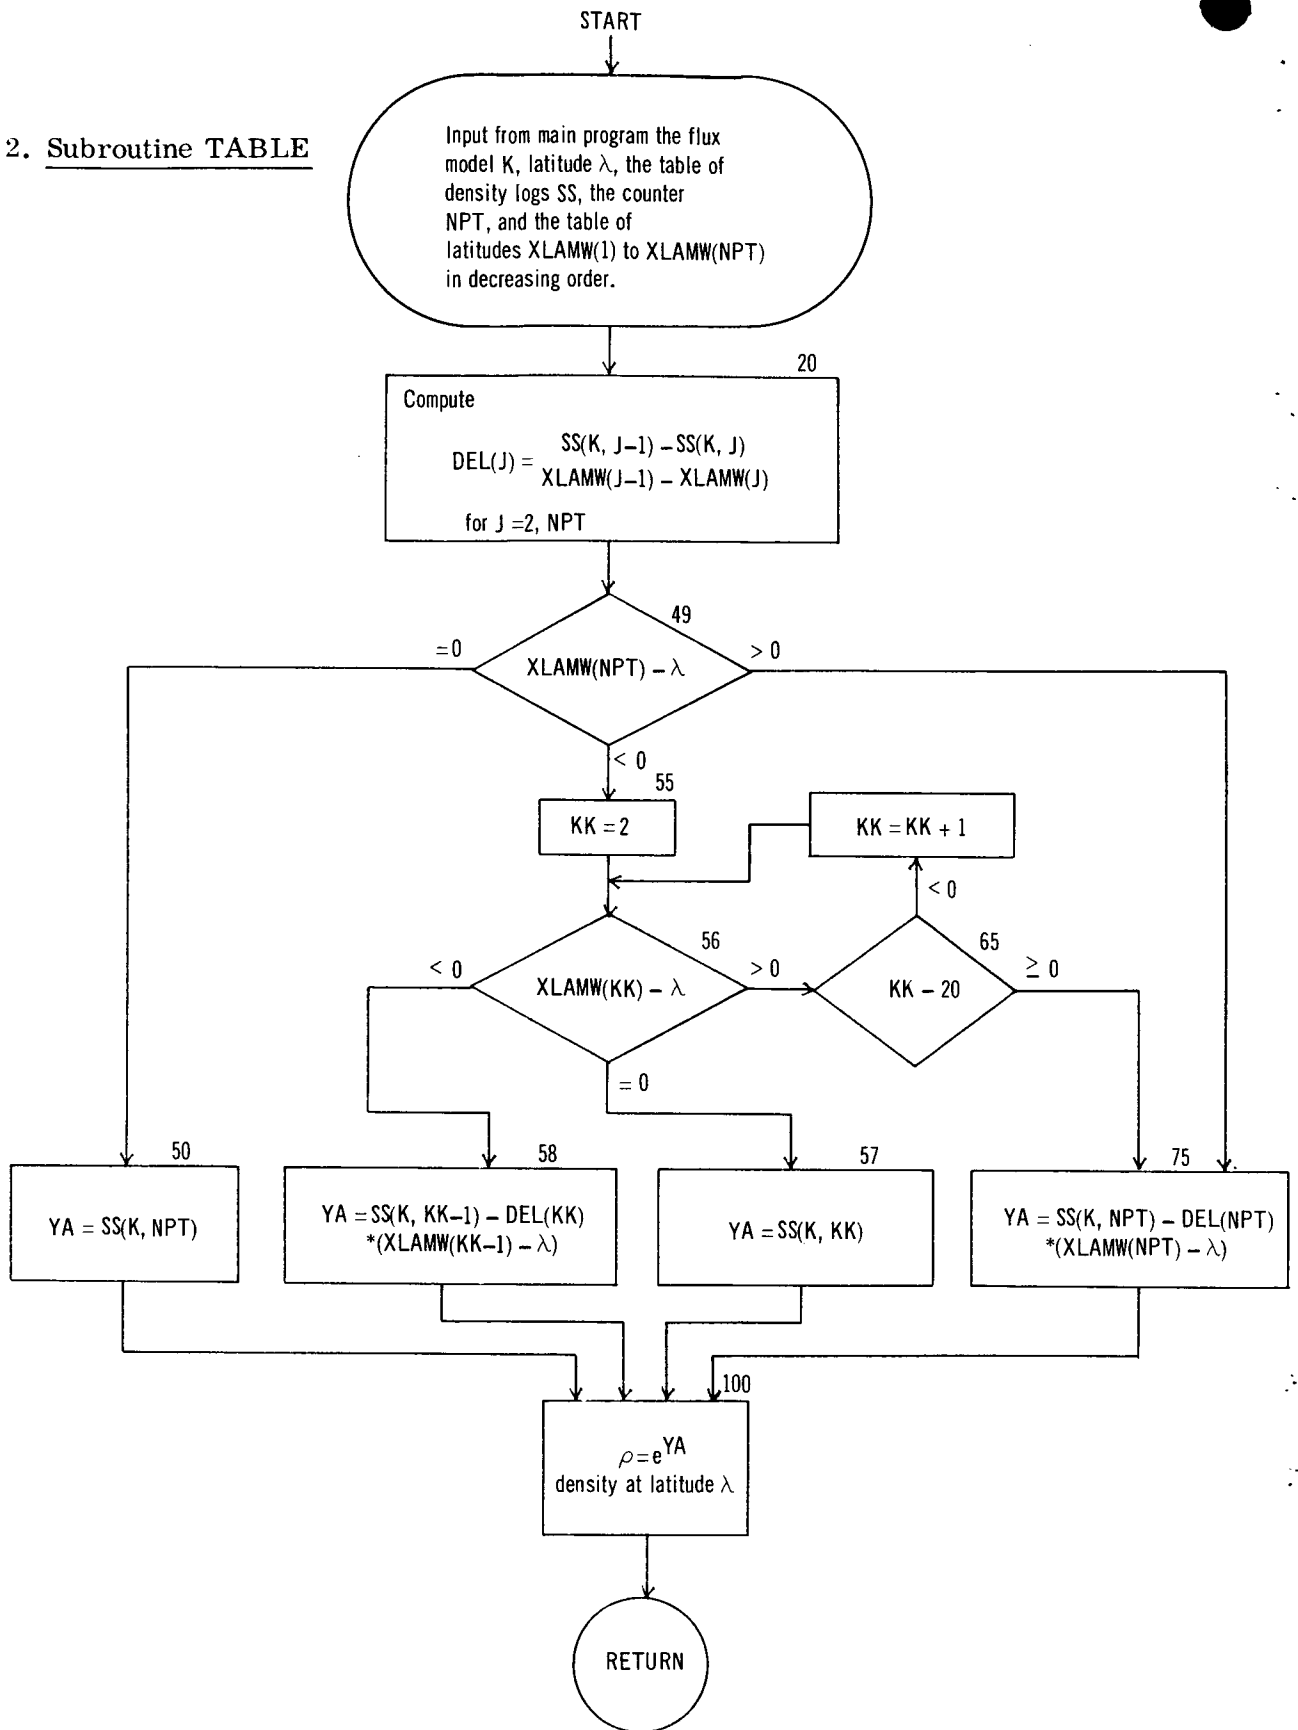 START
2. Subroutine TABLE
Input from main program the flux
model K, latitude λ, the table of
density logs SS, the counter
NPT, and the table of
latitudes XLAMW(1) to XLAMW(NPT)
in decreasing order.
20
Compute
SS(K, J–1) – SS(K, J)
DEL(J) =
XLAMW(J–1) – XLAMW(J)
for J = 2, NPT
49
= 0
> 0
XLAMW(NPT) – λ
< 0
55
KK = 2
KK = KK + 1
< 0
56
65
< 0
> 0
≥ 0
XLAMW(KK) – λ
KK – 20
= 0
50
58
57
75
YA = SS(K, NPT)
YA = SS(K, KK–1) – DEL(KK)
*(XLAMW(KK–1) – λ)
YA = SS(K, KK)
YA = SS(K, NPT) – DEL(NPT)
*(XLAMW(NPT) – λ)
100
ρ = e^YA
density at latitude λ
RETURN